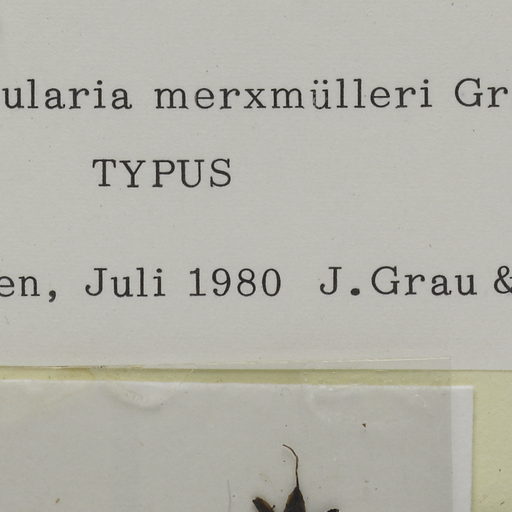 ularia merxmülleri Gr
TYPUS
en, Juli 1980 J.Grau &